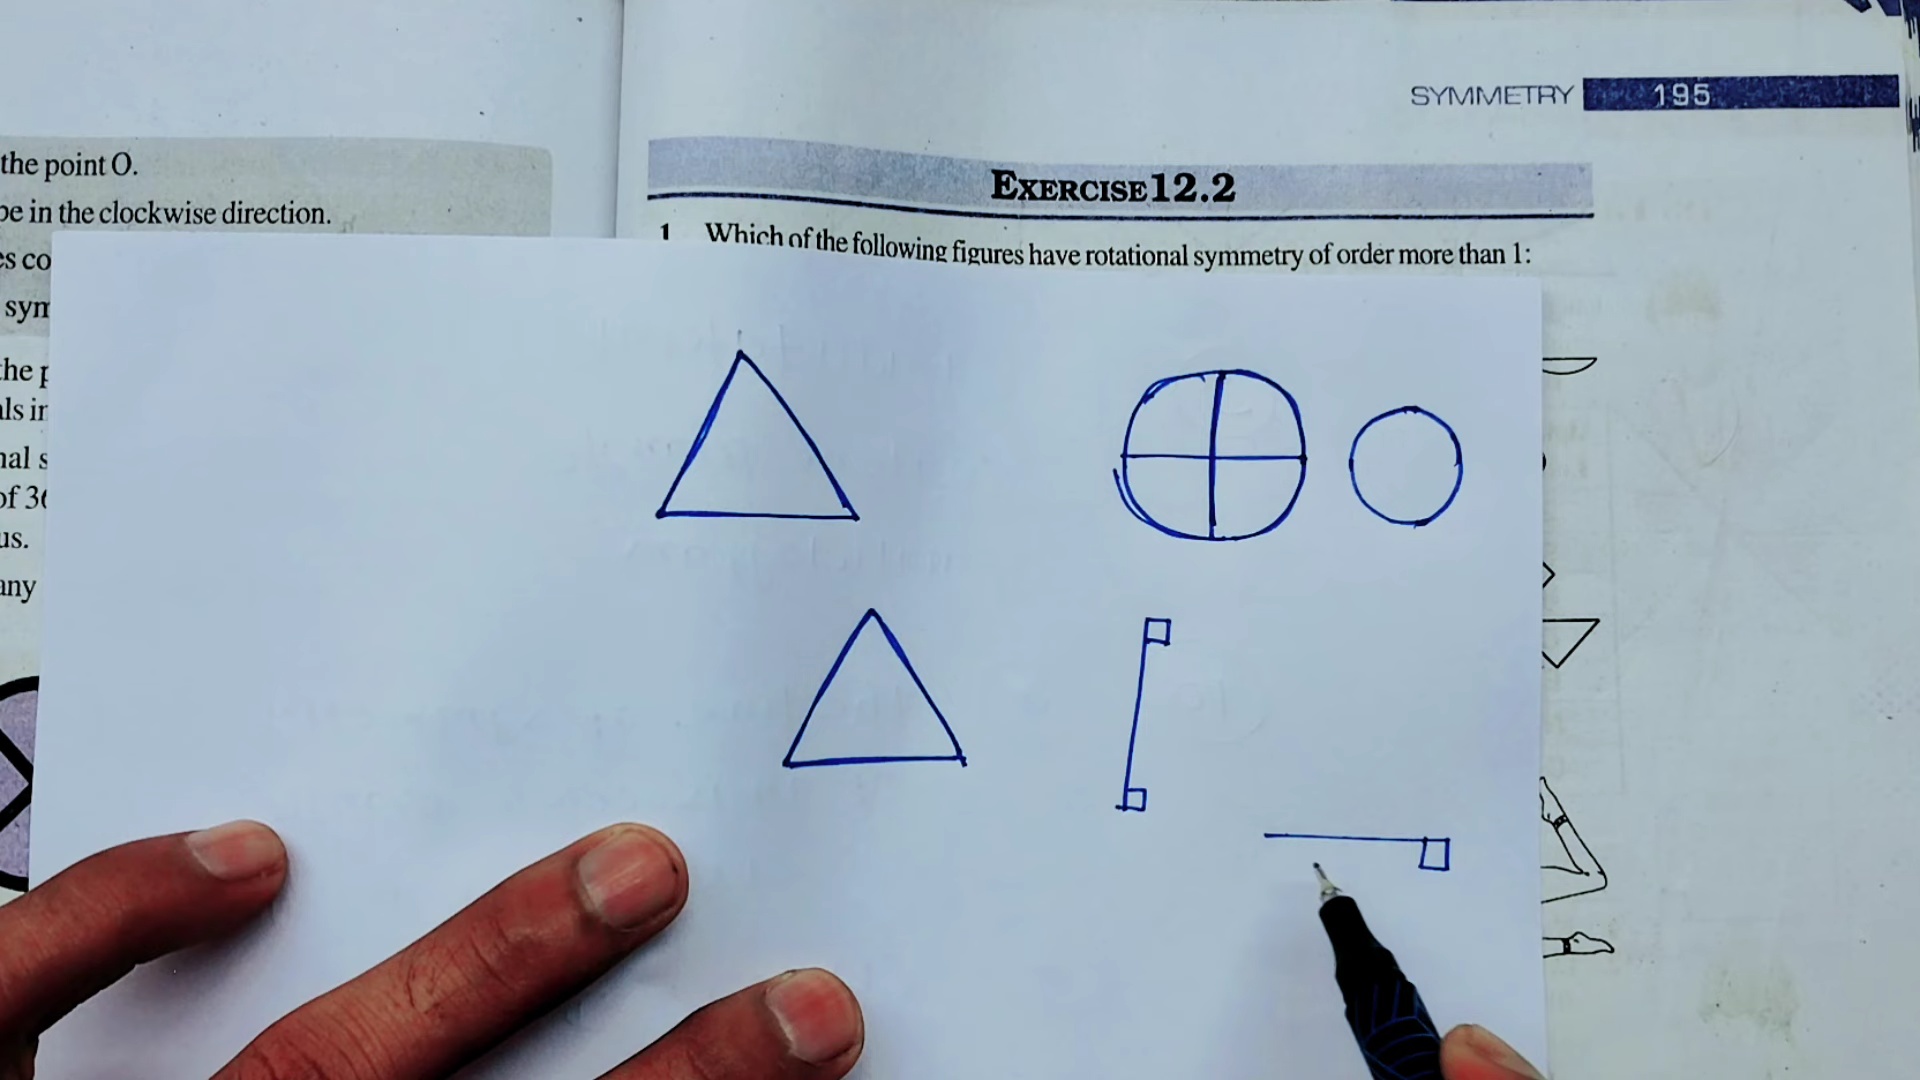 the point O.
be in the clockwise direction.
es co
sym
the p
als in
nal s
of 36
us.
any
SYMMETRY 195
EXERCISE 12.2
1 Which of the following figures have rotational symmetry of order more than 1: